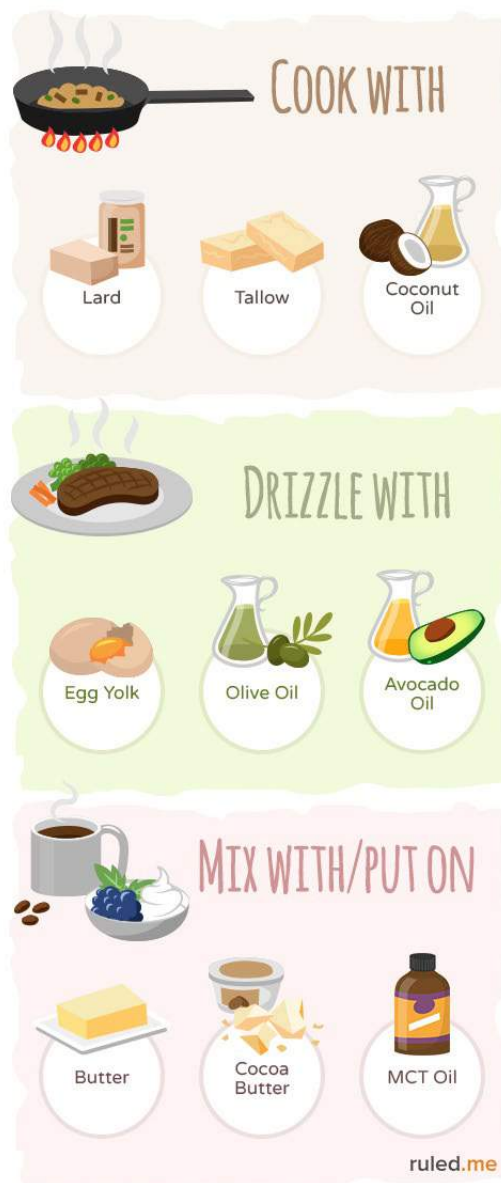 COOK WITH
Lard
Tallow
Coconut
Oil
DRIZZLE WITH
Egg Yolk
Olive Oil
Avocado
Oil
MIX WITH/PUT ON
Butter
Cocoa
Butter
MCT Oil
ruled.me